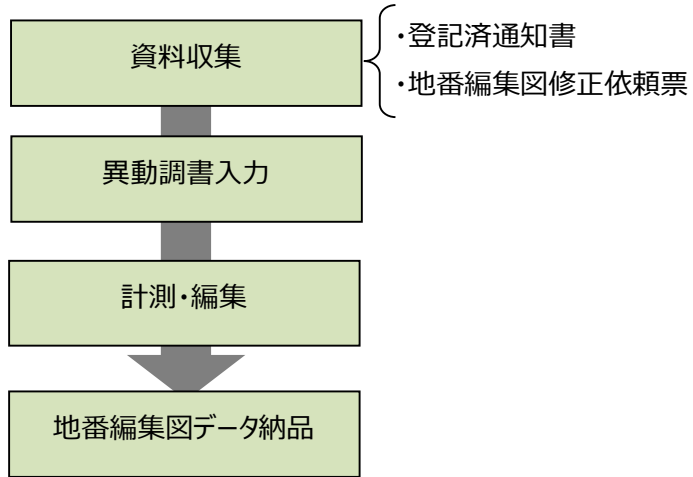 資料収集
・登記済通知書
・地番編集図修正依頼票
異動調書入力
計測・編集
地番編集図データ納品